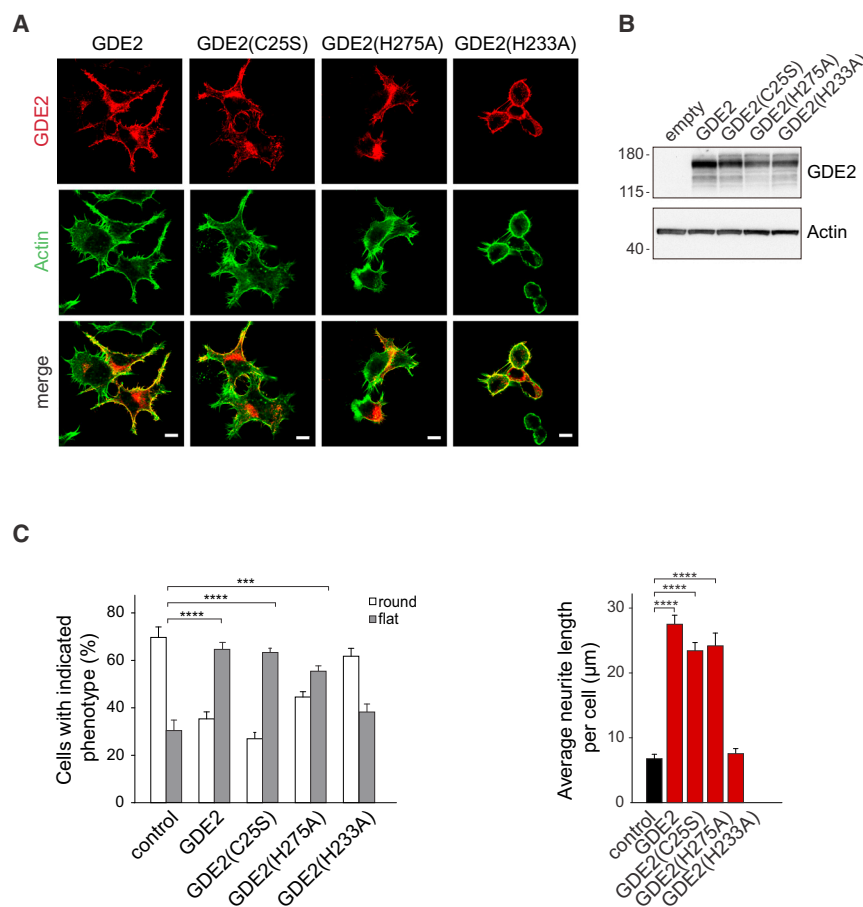 A
GDE2 GDE2(C25S) GDE2(H275A) GDE2(H233A)
GDE2
Actin
merge
B
empty
GDE2
GDE2(C25S)
GDE2(H275A)
GDE2(H233A)
180 -
115 -
GDE2
40 -
Actin
C
Cells with indicated
phenotype (%)
80
60
40
20
0
***
****
****
round
flat
control
GDE2
GDE2(C25S)
GDE2(H275A)
GDE2(H233A)
Average neurite length
per cell (μm)
30
20
10
0
****
****
****
control
GDE2
GDE2(C25S)
GDE2(H275A)
GDE2(H233A)